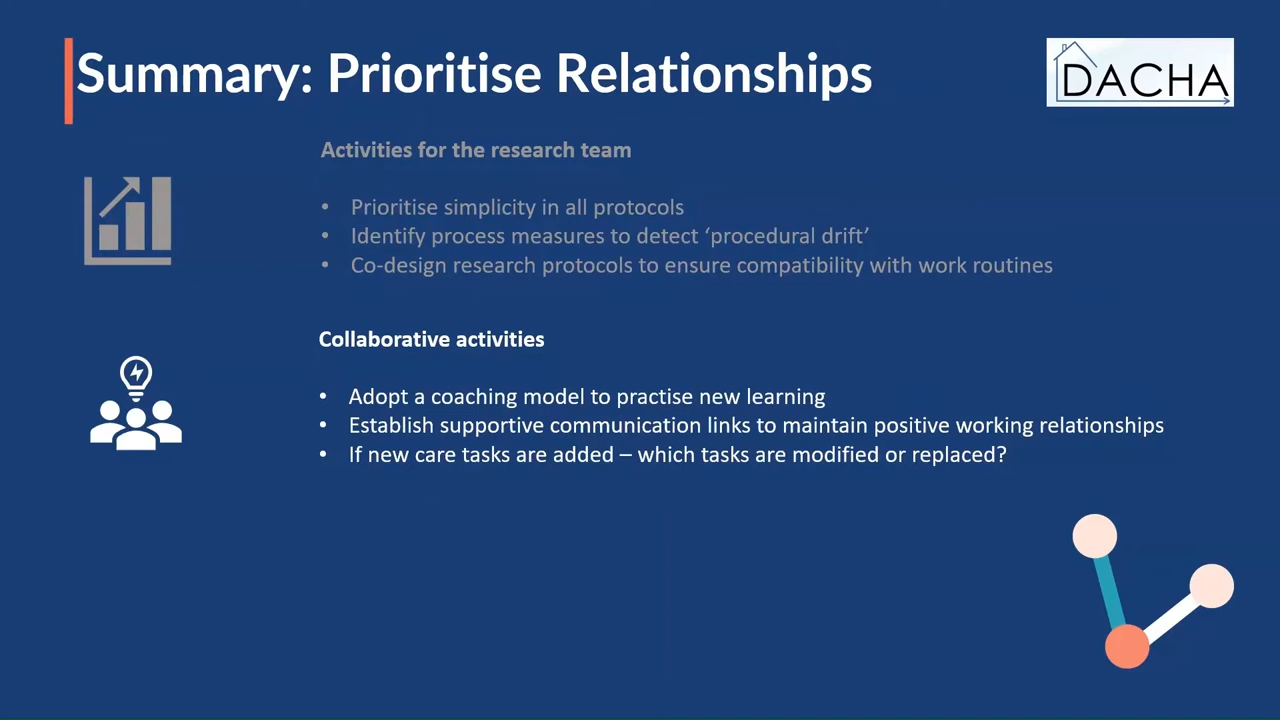 Summary: Prioritise Relationships
DACHA
Activities for the research team
• Prioritise simplicity in all protocols
• Identify process measures to detect ‘procedural drift’
• Co-design research protocols to ensure compatibility with work routines
Collaborative activities
• Adopt a coaching model to practise new learning
• Establish supportive communication links to maintain positive working relationships
• If new care tasks are added – which tasks are modified or replaced?